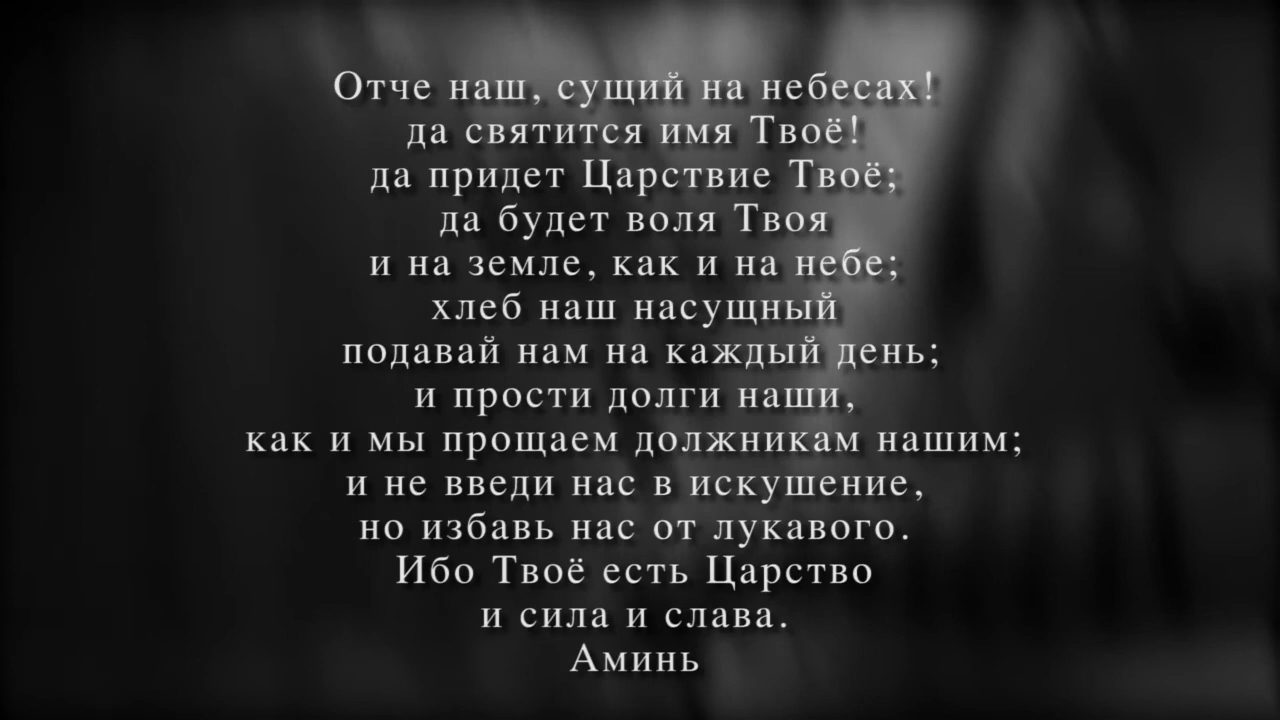 Отче наш, сущий на небесах!
да святится имя Твоё!
да придет Царствие Твоё;
да будет воля Твоя
и на земле, как и на небе;
хлеб наш насущный
подавай нам на каждый день;
и прости долги наши,
как и мы прощаем должникам нашим;
и не введи нас в искушение,
но избавь нас от лукавого.
Ибо Твоё есть Царство
и сила и слава.
Аминь